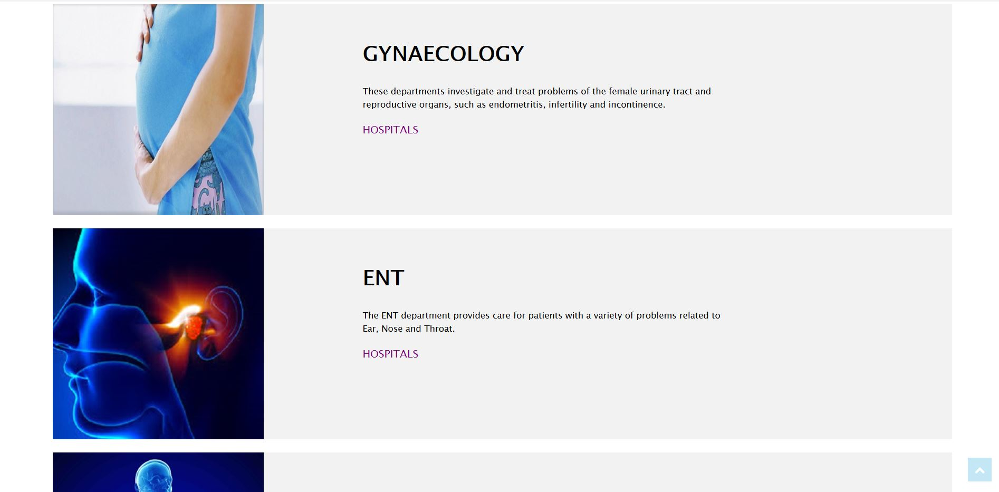 GYNAECOLOGY
These departments investigate and treat problems of the female urinary tract and
reproductive organs, such as endometritis, infertility and incontinence.
HOSPITALS
ENT
The ENT department provides care for patients with a variety of problems related to
Ear, Nose and Throat.
HOSPITALS